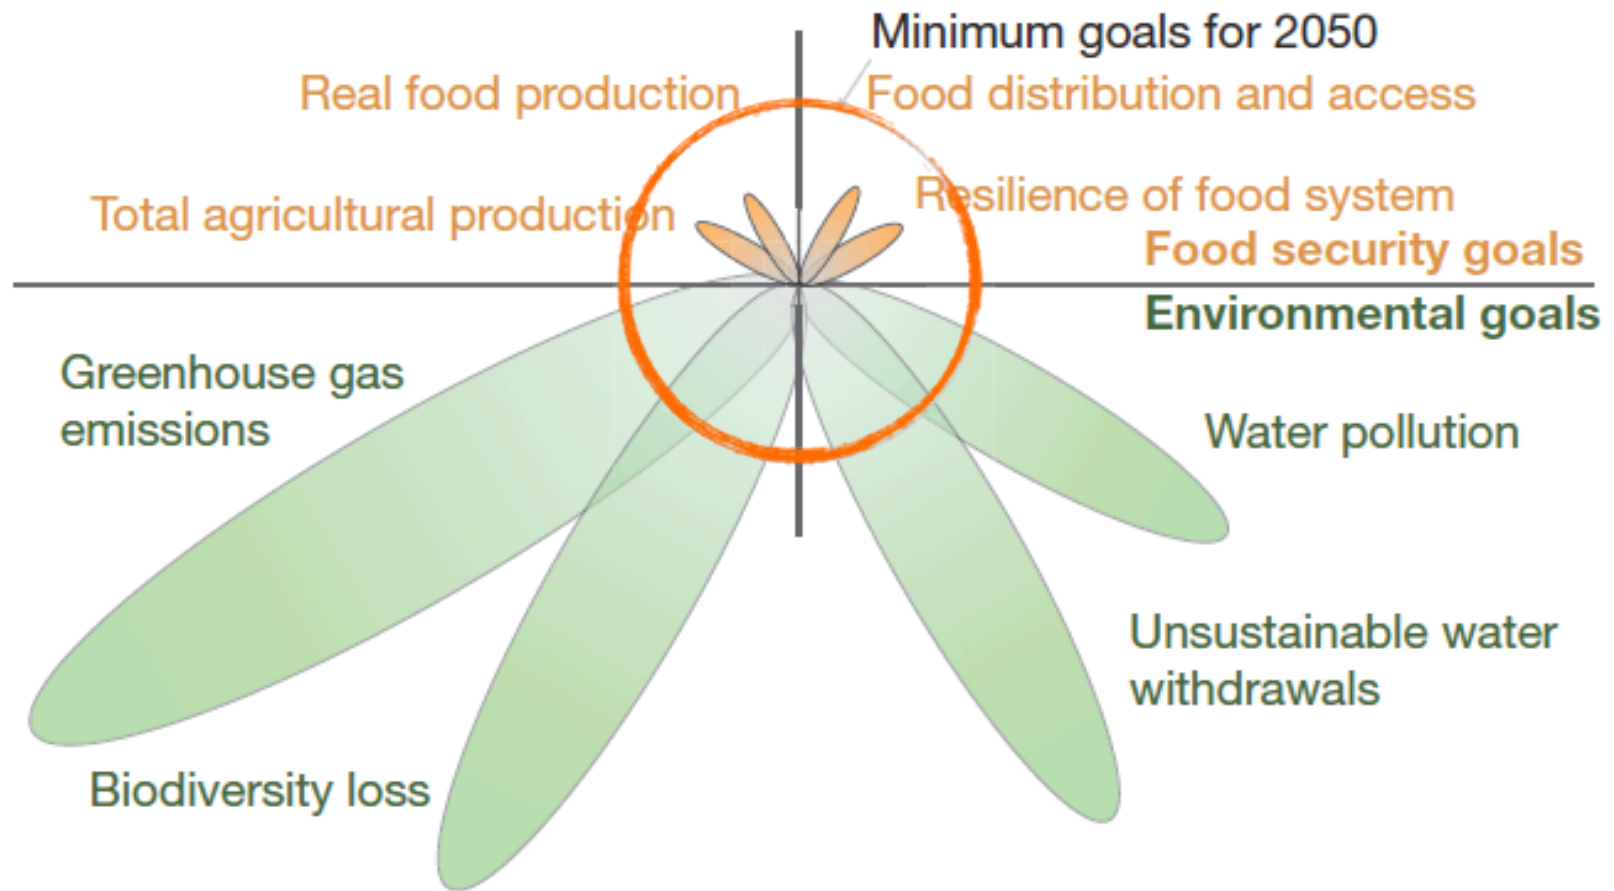 Minimum goals for 2050
Real food production
Food distribution and access
Total agricultural production
Resilience of food system
Food security goals
Environmental goals
Greenhouse gas
emissions
Water pollution
Unsustainable water
withdrawals
Biodiversity loss